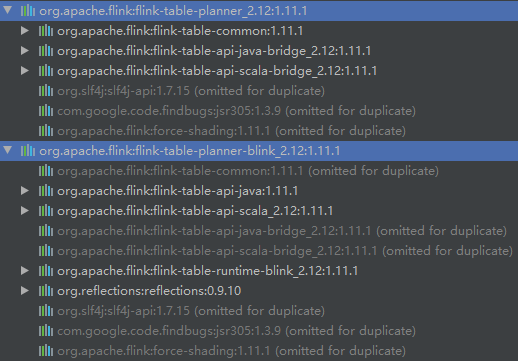 org.apache.flink:flink-table-planner_2.12:1.11.1
org.apache.flink:flink-table-common:1.11.1
org.apache.flink:flink-table-api-java-bridge_2.12:1.11.1
org.apache.flink:flink-table-api-scala-bridge_2.12:1.11.1
org.slf4j:slf4j-api:1.7.15 (omitted for duplicate)
com.google.code.findbugs:jsr305:1.3.9 (omitted for duplicate)
org.apache.flink:force-shading:1.11.1 (omitted for duplicate)
org.apache.flink:flink-table-planner-blink_2.12:1.11.1
org.apache.flink:flink-table-common:1.11.1 (omitted for duplicate)
org.apache.flink:flink-table-api-java:1.11.1
org.apache.flink:flink-table-api-scala_2.12:1.11.1
org.apache.flink:flink-table-api-java-bridge_2.12:1.11.1 (omitted for duplicate)
org.apache.flink:flink-table-api-scala-bridge_2.12:1.11.1 (omitted for duplicate)
org.apache.flink:flink-table-runtime-blink_2.12:1.11.1
org.reflections:reflections:0.9.10
org.slf4j:slf4j-api:1.7.15 (omitted for duplicate)
com.google.code.findbugs:jsr305:1.3.9 (omitted for duplicate)
org.apache.flink:force-shading:1.11.1 (omitted for duplicate)